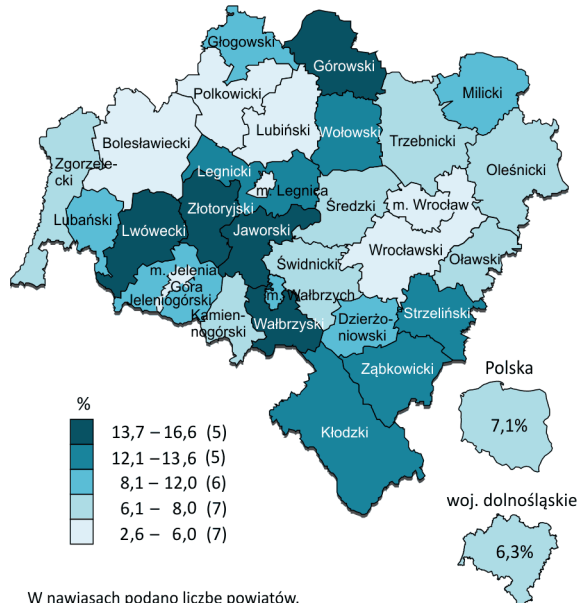 Głogowski
Górowski
Polkowicki
Milicki
Lubiński
Wołowski
Bolesławiecki
Trzebnicki
Zgorzele-
cki
Legnicki
Oleśnicki
m. Legnica
Lubański
Złotoryjski
Średzki
m. Wrocław
Lwówecki
Jaworski
Wrocławski
m. Jelenia
Góra
Świdnicki
Oławski
Jeleniogórski
m. Wałbrzych
Kamien-
nogórski
Wałbrzyski
Dzierżo-
niowski
Strzeliński
Ząbkowicki
Kłodzki
Polska
7,1%
woj. dolnośląskie
6,3%
%
13,7 – 16,6 (5)
12,1 – 13,6 (5)
8,1 – 12,0 (6)
6,1 – 8,0 (7)
2,6 – 6,0 (7)
W nawiasach podano liczbę powiatów.